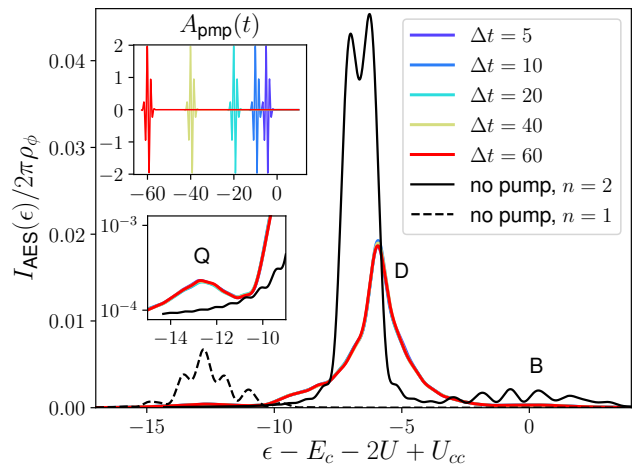 A_pmp(t)
2
1
0
−1
−2
−60 −40 −20 0
Δt = 5
Δt = 10
Δt = 20
Δt = 40
Δt = 60
no pump, n = 2
no pump, n = 1
10^−3
10^−4
Q
−14 −12 −10
D
B
0.04
0.03
0.02
0.01
0.00
I_AES(ϵ)/2πρ_ϕ
−15 −10 −5 0
ϵ − E_c − 2U + U_cc